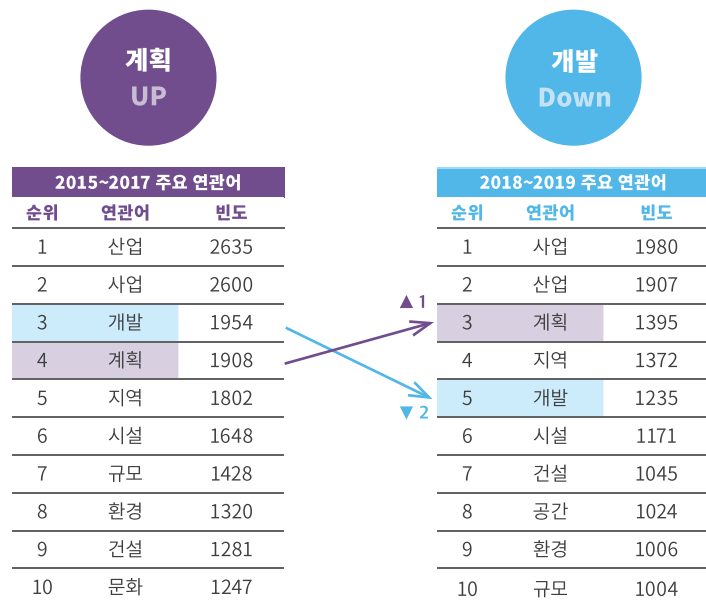 계획
UP
개발
Down
2015~2017 주요 연관어
순위 연관어 빈도
1 산업 2635
2 사업 2600
3 개발 1954
4 계획 1908
5 지역 1802
6 시설 1648
7 규모 1428
8 환경 1320
9 건설 1281
10 문화 1247
▲ 1
▼ 2
2018~2019 주요 연관어
순위 연관어 빈도
1 사업 1980
2 산업 1907
3 계획 1395
4 지역 1372
5 개발 1235
6 시설 1171
7 건설 1045
8 공간 1024
9 환경 1006
10 규모 1004